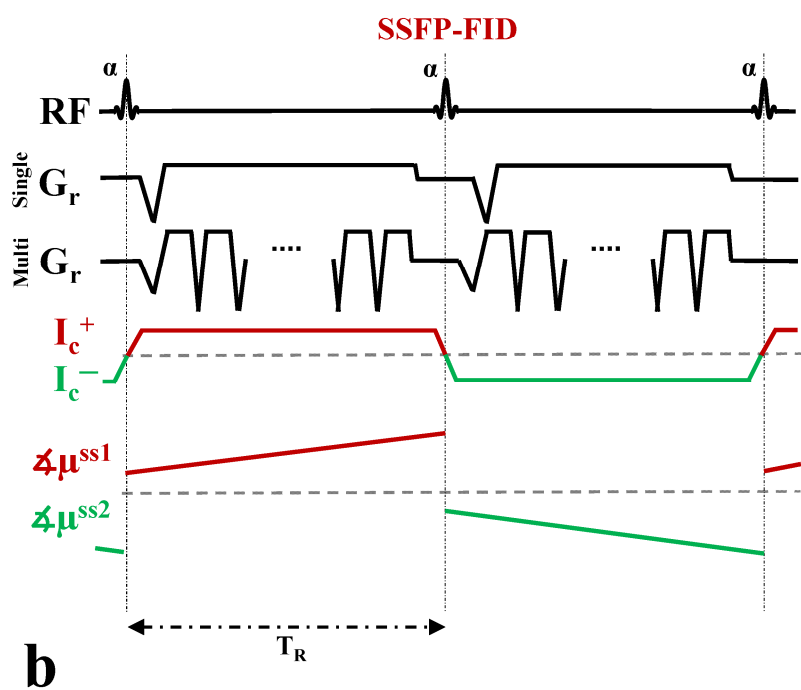 SSFP-FID
α α α
RF
Single Gr
Multi Gr
....
....
Ic+
Ic−
∡μss1
∡μss2
TR
b